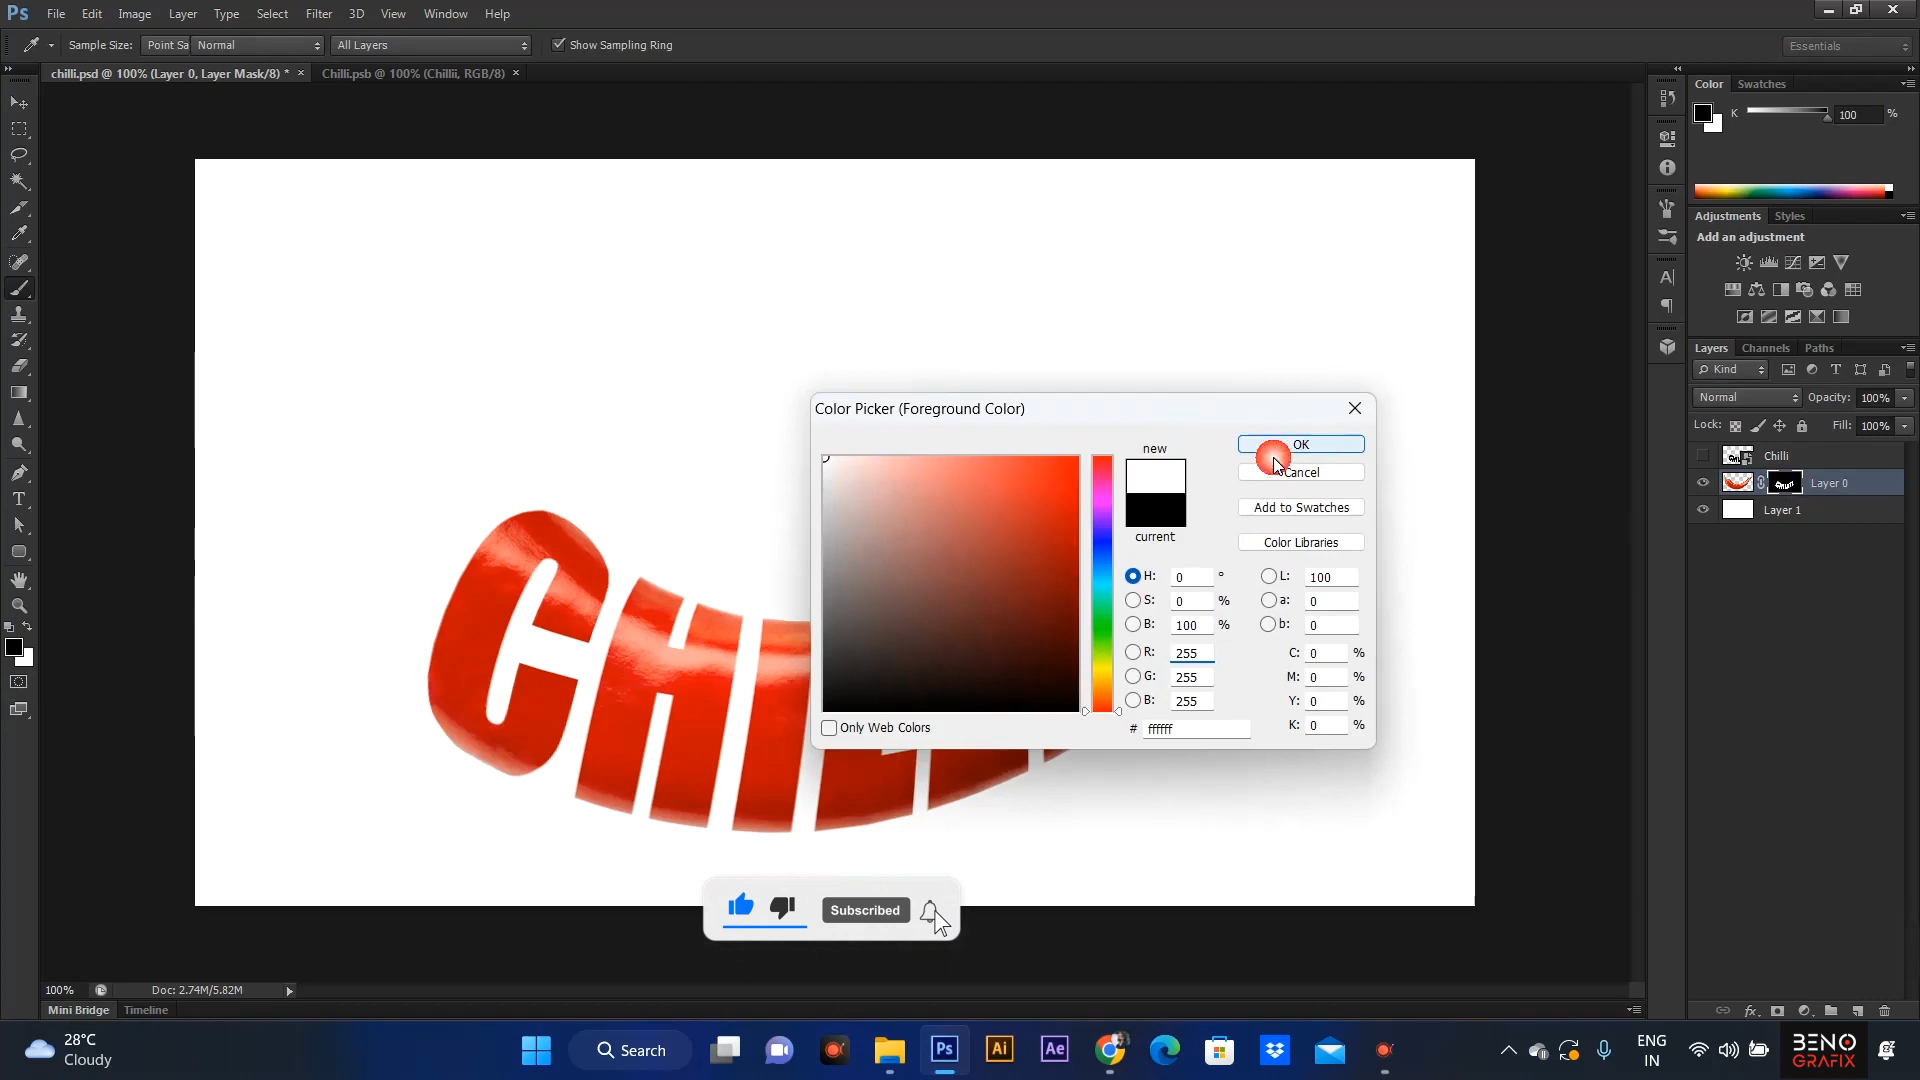 Ps File Edit Image Layer Type Select Filter 3D View Window Help
Sample Size: Point Sa Normal All Layers Show Sampling Ring Essentials
chilli.psd @ 100% (Layer 0, Layer Mask/8) * × Chilli.psb @ 100% (Chillii, RGB/8) ×
Color Swatches
K 100 %
Adjustments Styles
Add an adjustment
Layers Channels Paths
Kind
Normal Opacity: 100%
Lock: Fill: 100%
Chilli
Layer 0
Layer 1
Color Picker (Foreground Color)
new
current
OK
Cancel
Add to Swatches
Color Libraries
H: 0 ° L: 100
S: 0 % a: 0
B: 100 % b: 0
R: 255 C: 0 %
G: 255 M: 0 %
B: 255 Y: 0 %
# ffffff K: 0 %
Only Web Colors
Subscribed
100% Doc: 2.74M/5.82M
Mini Bridge Timeline
28°C
Cloudy
Search
Ps Ai Ae
ENG
IN
BENO
GRAFIX